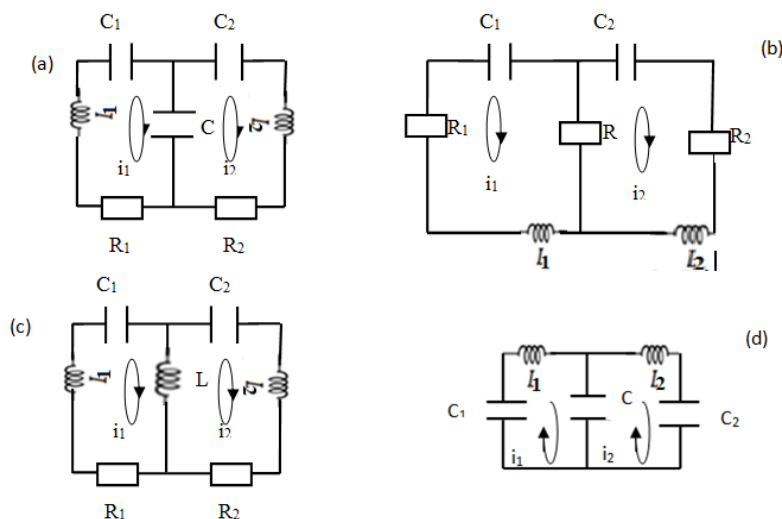 C₁ C₂
(a)
l1 C l2
i₁ i₂
R₁ R₂
C₁ C₂
(b)
R₁ R R₂
i₁ i₂
l1 l2
C₁ C₂
(c)
l1 L l2
i₁ i₂
R₁ R₂
(d)
l1 l2
C₁ C C₂
i₁ i₂